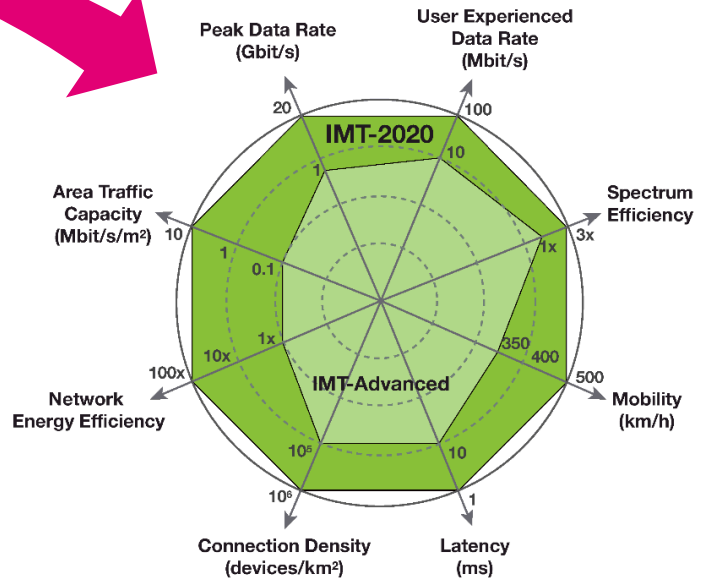 Peak Data Rate
(Gbit/s)
User Experienced
Data Rate
(Mbit/s)
20
100
IMT-2020
1
10
Area Traffic
Capacity
(Mbit/s/m²)
Spectrum
Efficiency
10
1
0.1
1x
3x
1x
350
400
500
10x
100x
IMT-Advanced
Network
Energy Efficiency
Mobility
(km/h)
10⁵
10
10⁶
1
Connection Density
(devices/km²)
Latency
(ms)